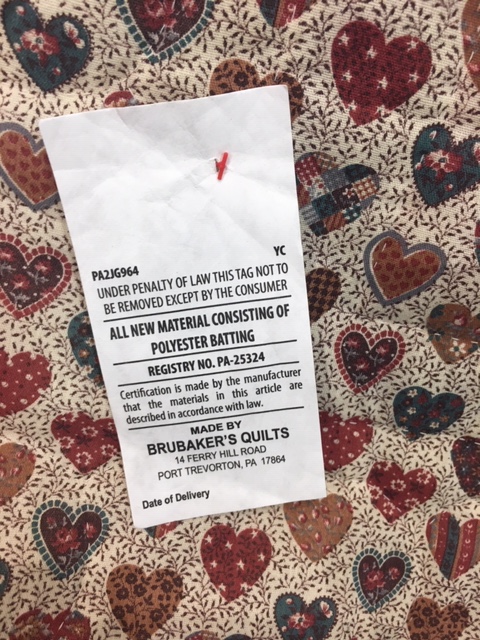 YC
PA2JG964
UNDER PENALTY OF LAW THIS TAG NOT TO
BE REMOVED EXCEPT BY THE CONSUMER
ALL NEW MATERIAL CONSISTING OF
POLYESTER BATTING
REGISTRY NO. PA-25324
Certification is made by the manufacturer
that the materials in this article are
described in accordance with law.
MADE BY
BRUBAKER'S QUILTS
14 FERRY HILL ROAD
PORT TREVORTON, PA 17864
Date of Delivery